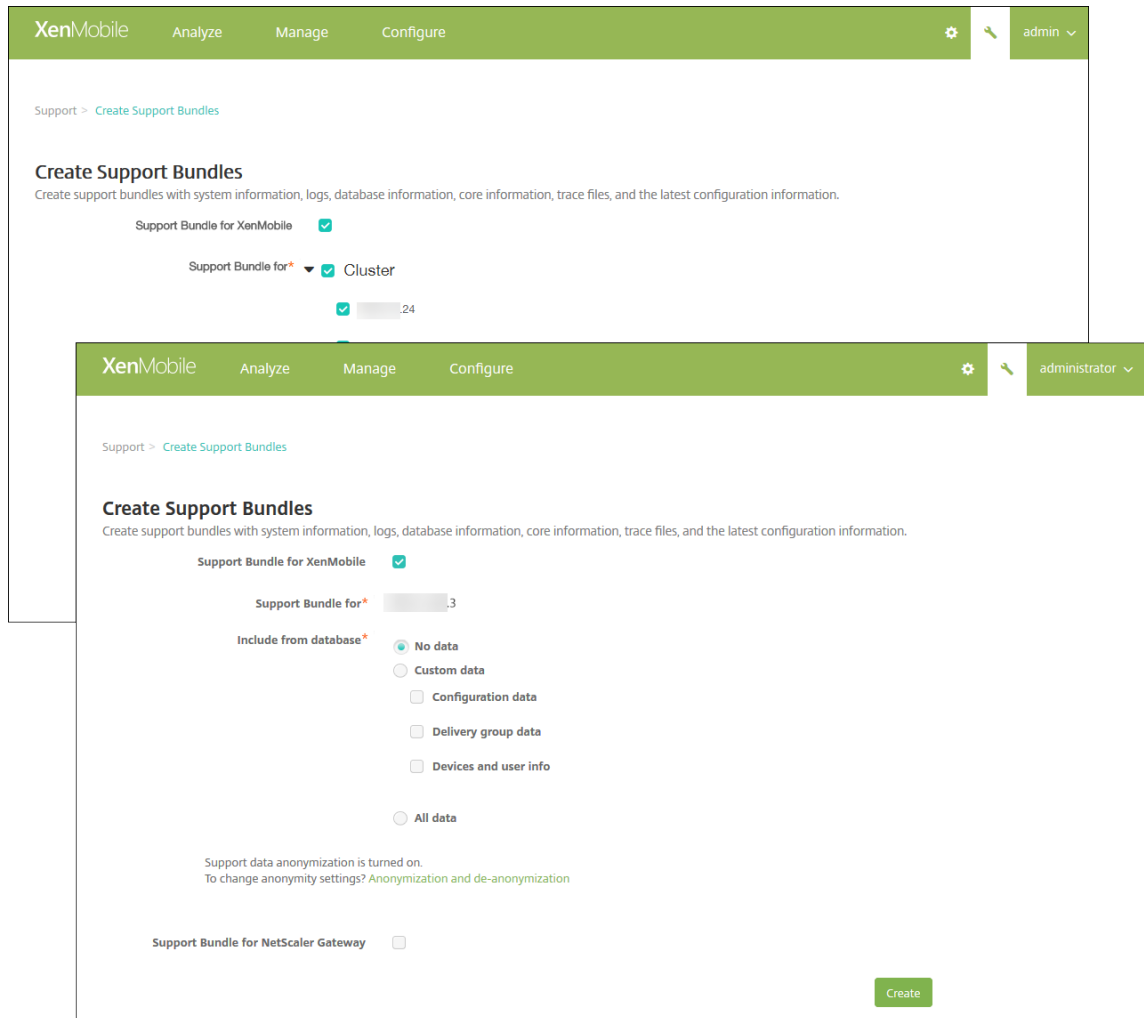 XenMobile Analyze Manage Configure admin
Support > Create Support Bundles
Create Support Bundles
Create support bundles with system information, logs, database information, core information, trace files, and the latest configuration information.
Support Bundle for XenMobile
Support Bundle for* Cluster
.24
XenMobile Analyze Manage Configure administrator
Support > Create Support Bundles
Create Support Bundles
Create support bundles with system information, logs, database information, core information, trace files, and the latest configuration information.
Support Bundle for XenMobile
Support Bundle for* .3
Include from database* No data
Custom data
Configuration data
Delivery group data
Devices and user info
All data
Support data anonymization is turned on.
To change anonymity settings? Anonymization and de-anonymization
Support Bundle for NetScaler Gateway
Create